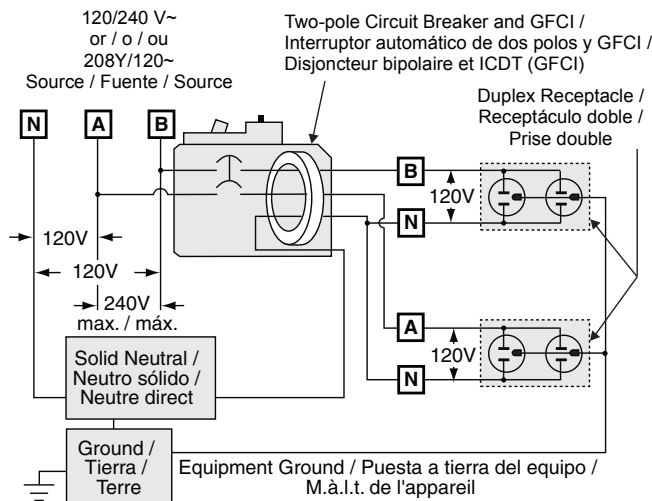 120/240 V~
or / o / ou
208Y/120~
Source / Fuente / Source
Two-pole Circuit Breaker and GFCI /
Interruptor automático de dos polos y GFCI /
Disjoncteur bipolaire et ICDT (GFCI)
Duplex Receptacle /
Receptáculo doble /
Prise double
N
A
B
B
120V
N
120V
120V
240V
max. / máx.
A
120V
N
Solid Neutral /
Neutro sólido /
Neutre direct
Ground /
Tierra /
Terre
Equipment Ground / Puesta a tierra del equipo /
M.à.l.t. de l'appareil